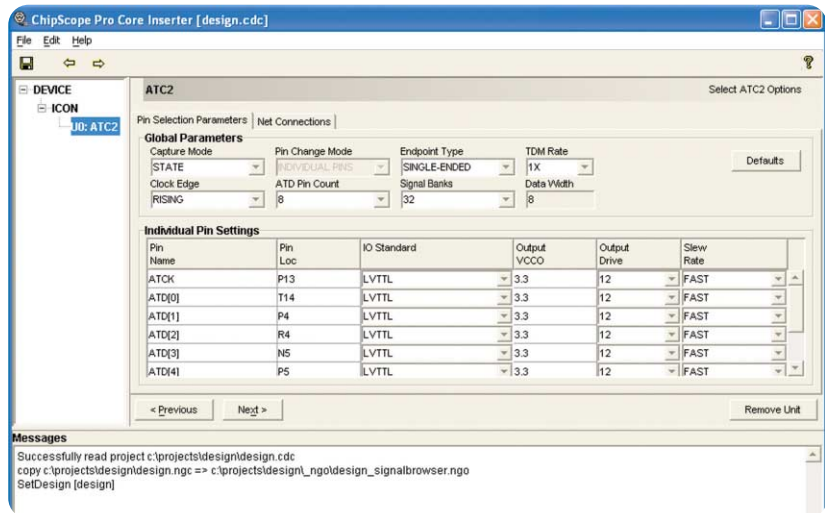 ChipScope Pro Core Inserter [design.cdc]
File Edit Help
DEVICE
ICON
U0: ATC2
ATC2 Select ATC2 Options
Pin Selection Parameters Net Connections
Global Parameters
Capture Mode Pin Change Mode Endpoint Type TDM Rate
STATE INDIVIDUAL PINS SINGLE-ENDED 1X Defaults
Clock Edge ATD Pin Count Signal Banks Data Width
RISING 8 32 8
Individual Pin Settings
Pin Name Pin Loc IO Standard Output VCCO Output Drive Slew Rate
ATCK P13 LVTTL 3.3 12 FAST
ATD[0] T14 LVTTL 3.3 12 FAST
ATD[1] P4 LVTTL 3.3 12 FAST
ATD[2] R4 LVTTL 3.3 12 FAST
ATD[3] N5 LVTTL 3.3 12 FAST
ATD[4] P5 LVTTL 3.3 12 FAST
< Previous Next > Remove Unit
Messages
Successfully read project c:\projects\design\design.cdc
copy c:\projects\design\design.ngc => c:\projects\design\_ngo\design_signalbrowser.ngo
SetDesign [design]